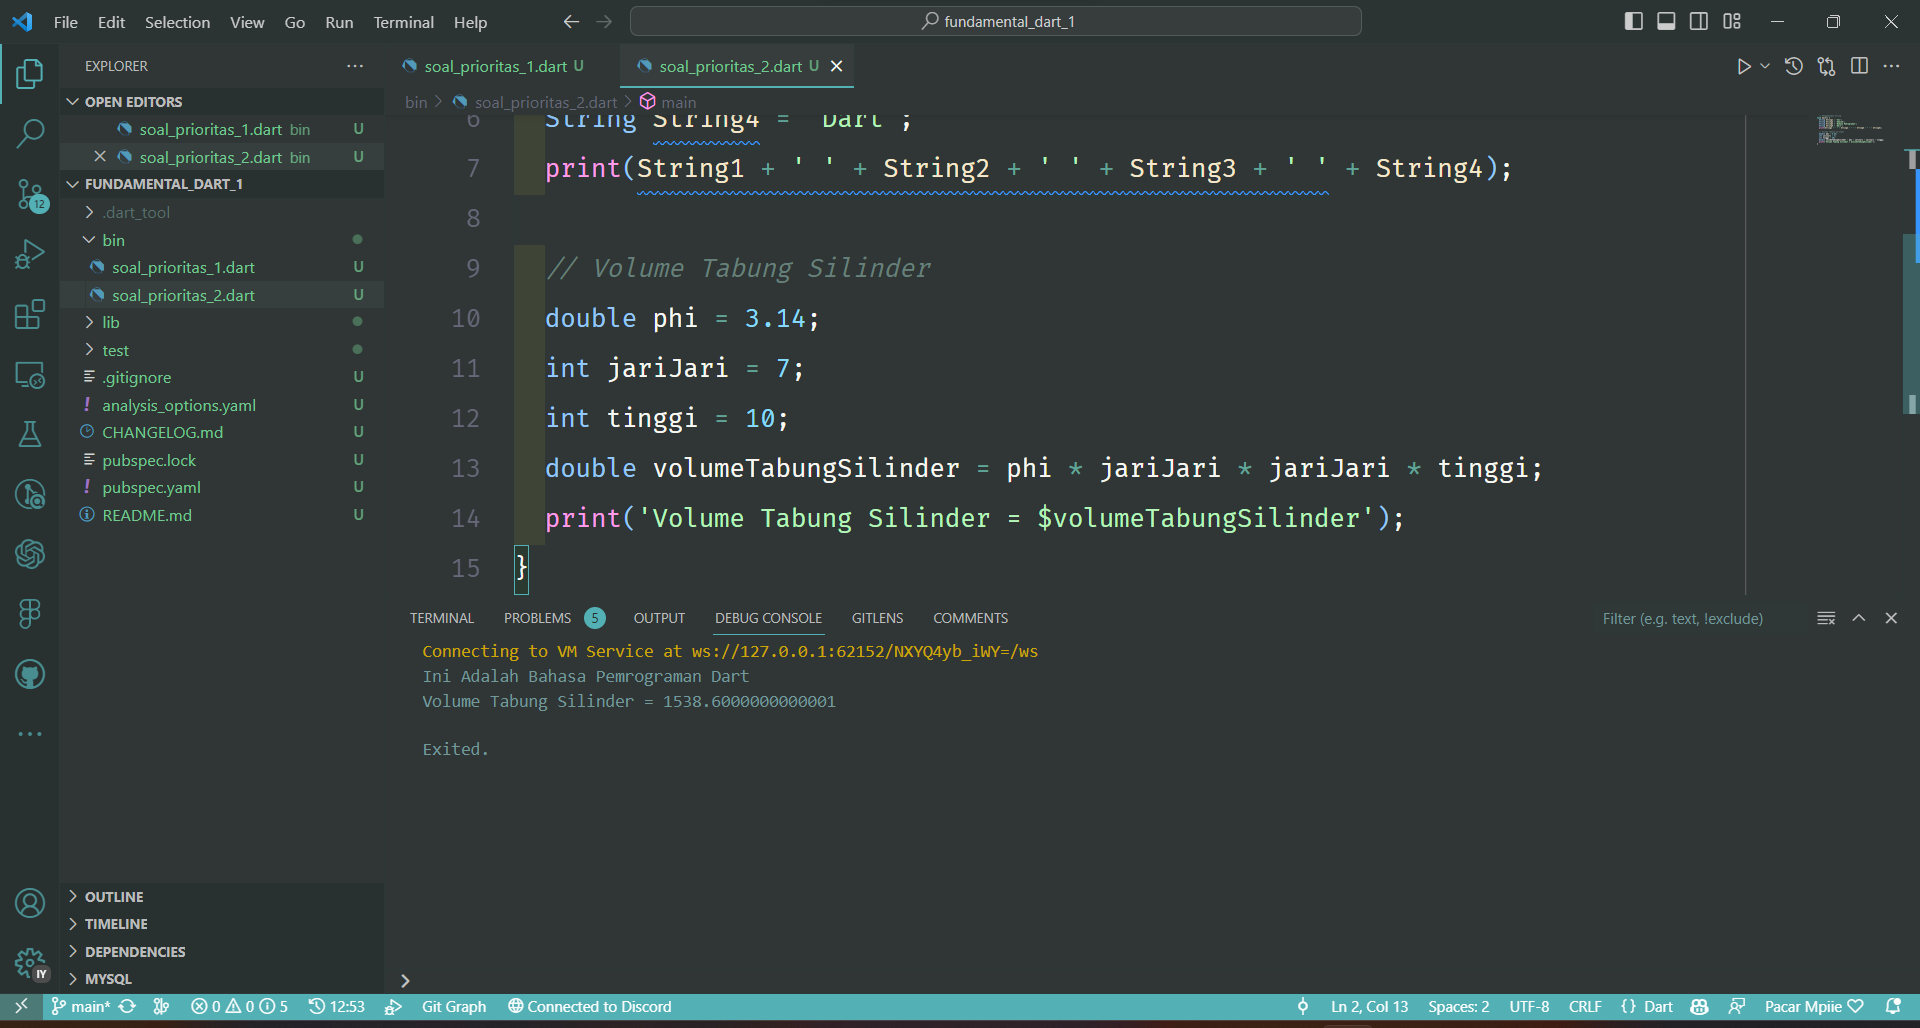 File Edit Selection View Go Run Terminal Help
fundamental_dart_1
EXPLORER
OPEN EDITORS
soal_prioritas_1.dart bin U
soal_prioritas_2.dart bin U
FUNDAMENTAL_DART_1
.dart_tool
bin
soal_prioritas_1.dart U
soal_prioritas_2.dart U
lib
test
.gitignore U
analysis_options.yaml U
CHANGELOG.md U
pubspec.lock U
pubspec.yaml U
README.md U
12
OUTLINE
TIMELINE
DEPENDENCIES
MYSQL
IY
soal_prioritas_1.dart U
soal_prioritas_2.dart U
bin > soal_prioritas_2.dart > main
6 String String4 = 'Dart';
7 print(String1 + ' ' + String2 + ' ' + String3 + ' ' + String4);
8
9 // Volume Tabung Silinder
10 double phi = 3.14;
11 int jariJari = 7;
12 int tinggi = 10;
13 double volumeTabungSilinder = phi * jariJari * jariJari * tinggi;
14 print('Volume Tabung Silinder = $volumeTabungSilinder');
15 }
TERMINAL PROBLEMS 5 OUTPUT DEBUG CONSOLE GITLENS COMMENTS Filter (e.g. text, !exclude)
Connecting to VM Service at ws://127.0.0.1:62152/NXYQ4yb_iWY=/ws
Ini Adalah Bahasa Pemrograman Dart
Volume Tabung Silinder = 1538.6000000000001
Exited.
main* 0 0 5 12:53 Git Graph Connected to Discord Ln 2, Col 13 Spaces: 2 UTF-8 CRLF {} Dart Pacar Mpiie